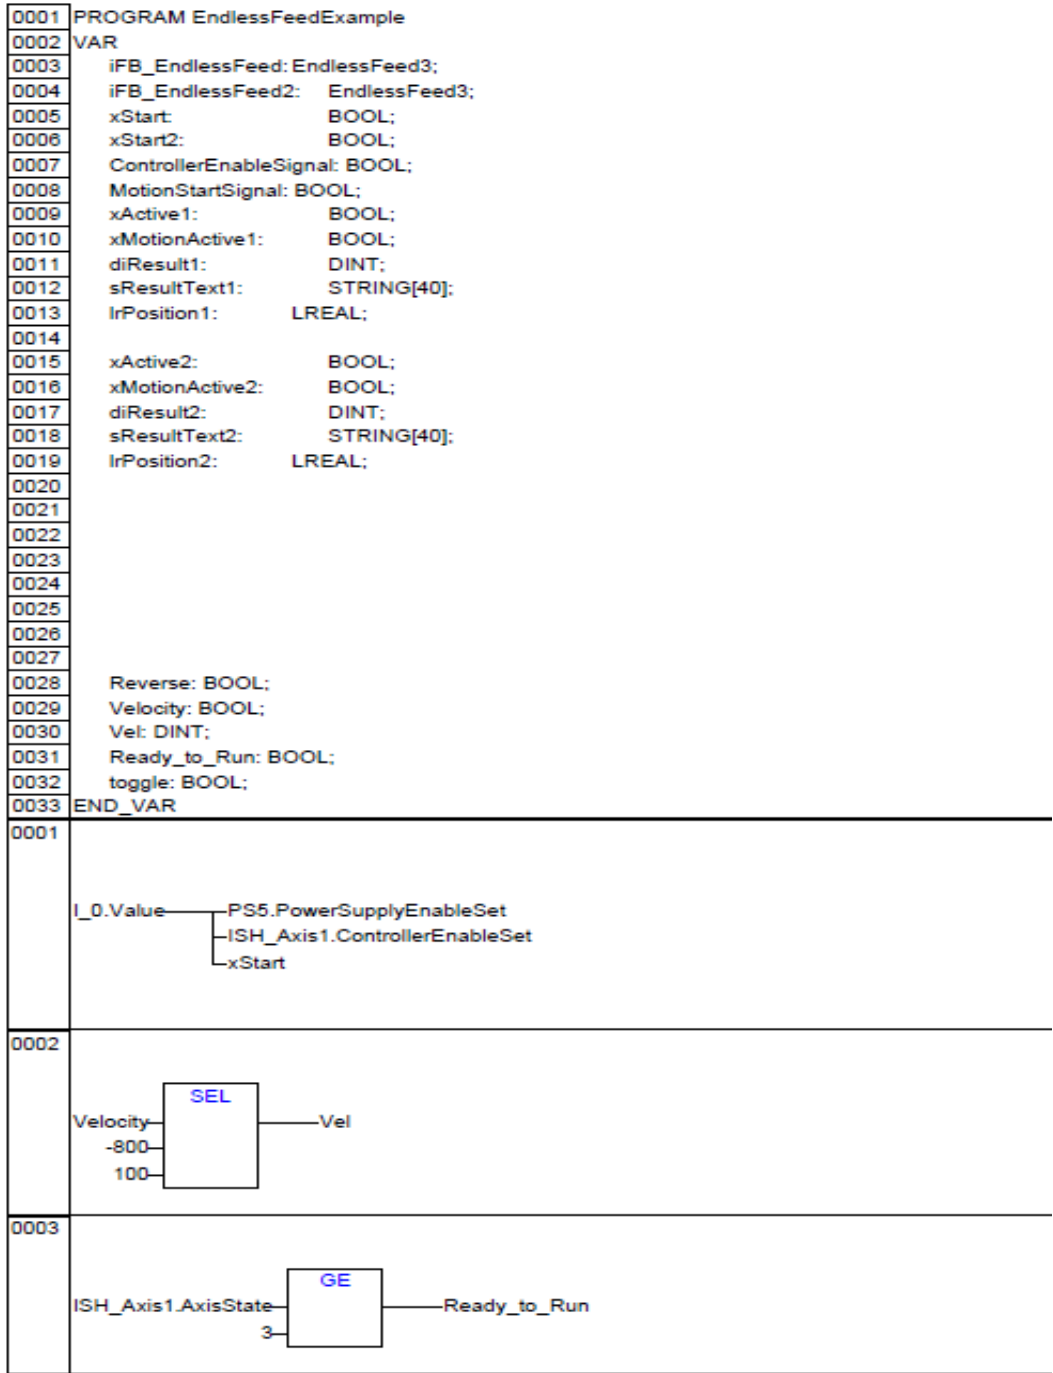 0001 PROGRAM EndlessFeedExample
0002 VAR
0003 iFB_EndlessFeed: EndlessFeed3;
0004 iFB_EndlessFeed2: EndlessFeed3;
0005 xStart: BOOL;
0006 xStart2: BOOL;
0007 ControllerEnableSignal: BOOL;
0008 MotionStartSignal: BOOL;
0009 xActive1: BOOL;
0010 xMotionActive1: BOOL;
0011 diResult1: DINT;
0012 sResultText1: STRING[40];
0013 lrPosition1: LREAL;
0014
0015 xActive2: BOOL;
0016 xMotionActive2: BOOL;
0017 diResult2: DINT;
0018 sResultText2: STRING[40];
0019 lrPosition2: LREAL;
0020
0021
0022
0023
0024
0025
0026
0027
0028 Reverse: BOOL;
0029 Velocity: BOOL;
0030 Vel: DINT;
0031 Ready_to_Run: BOOL;
0032 toggle: BOOL;
0033 END_VAR
0001
I_0.Value PS5.PowerSupplyEnableSet
ISH_Axis1.ControllerEnableSet
xStart
0002
SEL
Velocity Vel
-800
100
0003
GE
ISH_Axis1.AxisState Ready_to_Run
3